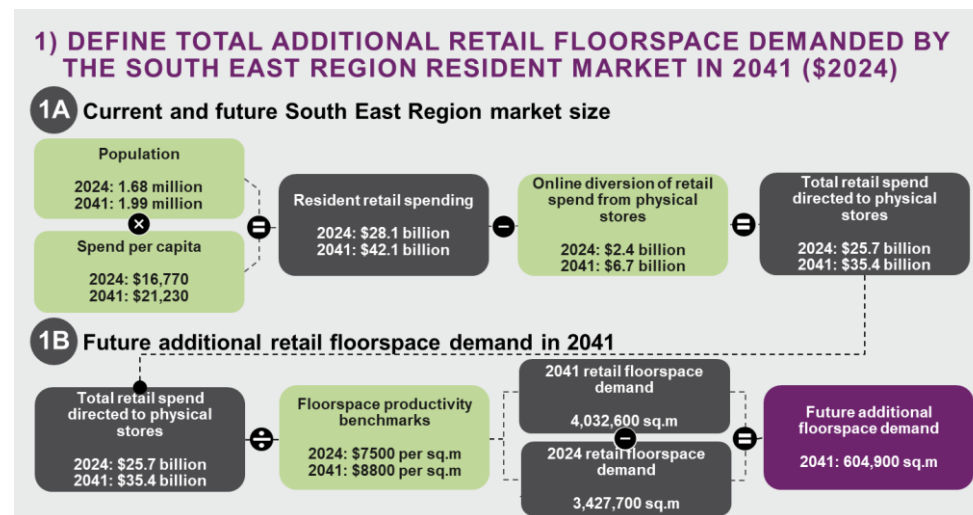 1) DEFINE TOTAL ADDITIONAL RETAIL FLOORSPACE DEMANDED BY
THE SOUTH EAST REGION RESIDENT MARKET IN 2041 ($2024)
1A Current and future South East Region market size
Population
2024: 1.68 million
2041: 1.99 million
×
Spend per capita
2024: $16,770
2041: $21,230
=
Resident retail spending
2024: $28.1 billion
2041: $42.1 billion
−
Online diversion of retail
spend from physical
stores
2024: $2.4 billion
2041: $6.7 billion
=
Total retail spend
directed to physical
stores
2024: $25.7 billion
2041: $35.4 billion
1B Future additional retail floorspace demand in 2041
Total retail spend
directed to physical
stores
2024: $25.7 billion
2041: $35.4 billion
÷
Floorspace productivity
benchmarks
2024: $7500 per sq.m
2041: $8800 per sq.m
2041 retail floorspace
demand
4,032,600 sq.m
−
2024 retail floorspace
demand
3,427,700 sq.m
=
Future additional
floorspace demand
2041: 604,900 sq.m